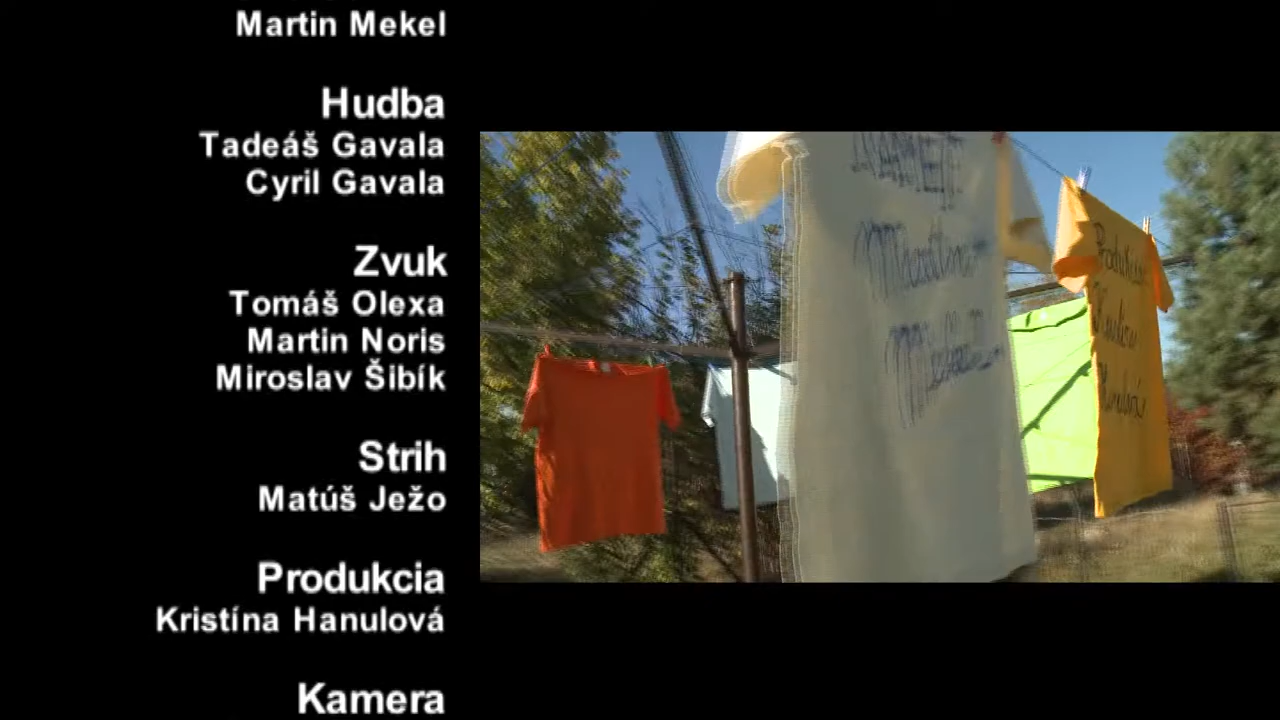 Martin Mekel
Hudba
Tadeáš Gavala
Cyril Gavala
Zvuk
Tomáš Olexa
Martin Noris
Miroslav Šibík
Strih
Matúš Ježo
Produkcia
Kristína Hanulová
Kamera